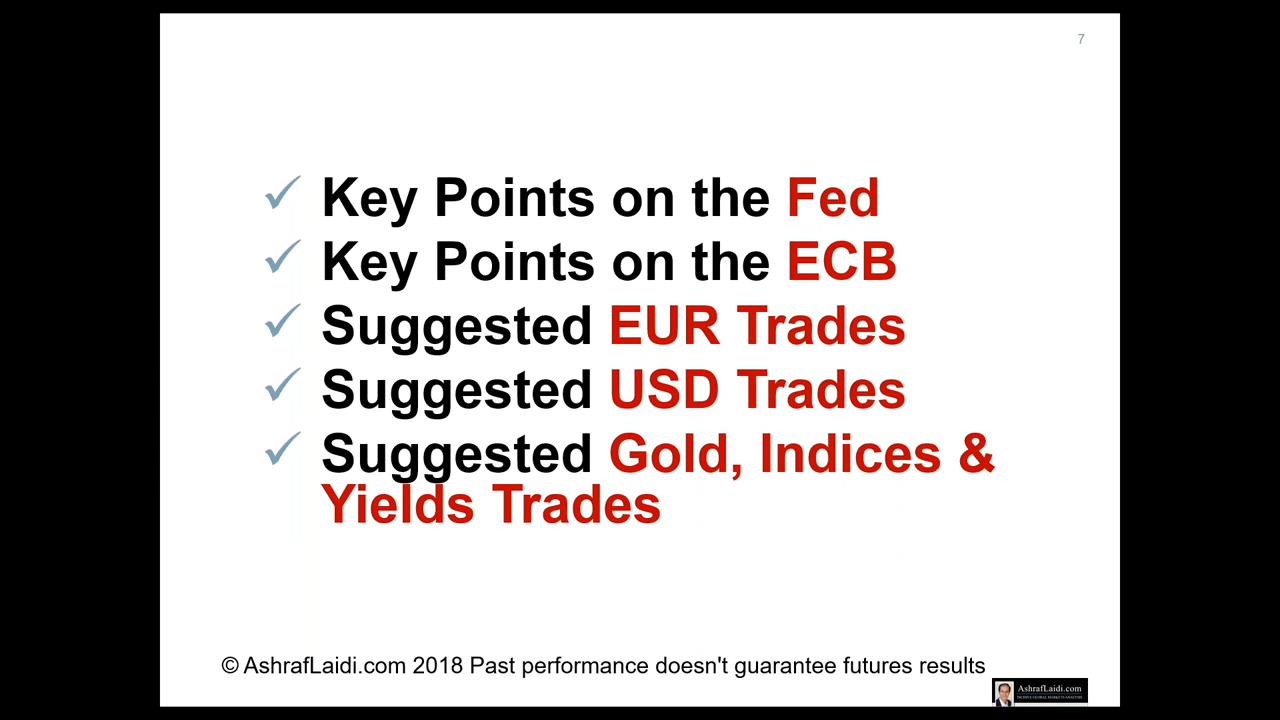 7
Key Points on the Fed
Key Points on the ECB
Suggested EUR Trades
Suggested USD Trades
Suggested Gold, Indices &
Yields Trades
© AshrafLaidi.com 2018 Past performance doesn't guarantee futures results
AshrafLaidi.com